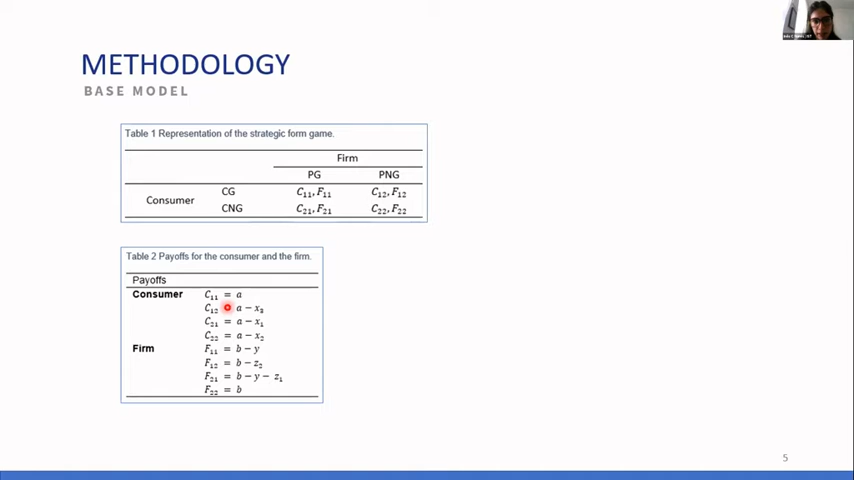 METHODOLOGY
BASE MODEL
Table 1 Representation of the strategic form game.
Firm
PG PNG
Consumer
CG C₁₁, F₁₁ C₁₂, F₁₂
CNG C₂₁, F₂₁ C₂₂, F₂₂
Table 2 Payoffs for the consumer and the firm.
Payoffs
Consumer C₁₁ = a
C₁₂ a − x₃
C₂₁ = a − x₁
C₂₂ = a − x₂
Firm F₁₁ = b − y
F₁₂ = b − z₂
F₂₁ = b − y − z₁
F₂₂ = b
5